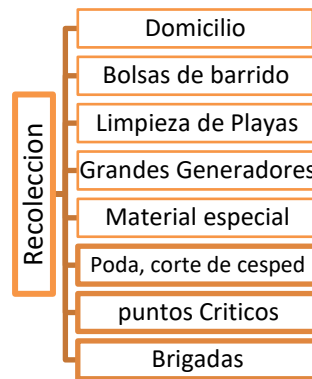 Recoleccion
Domicilio
Bolsas de barrido
Limpieza de Playas
Grandes Generadores
Material especial
Poda, corte de cesped
puntos Criticos
Brigadas